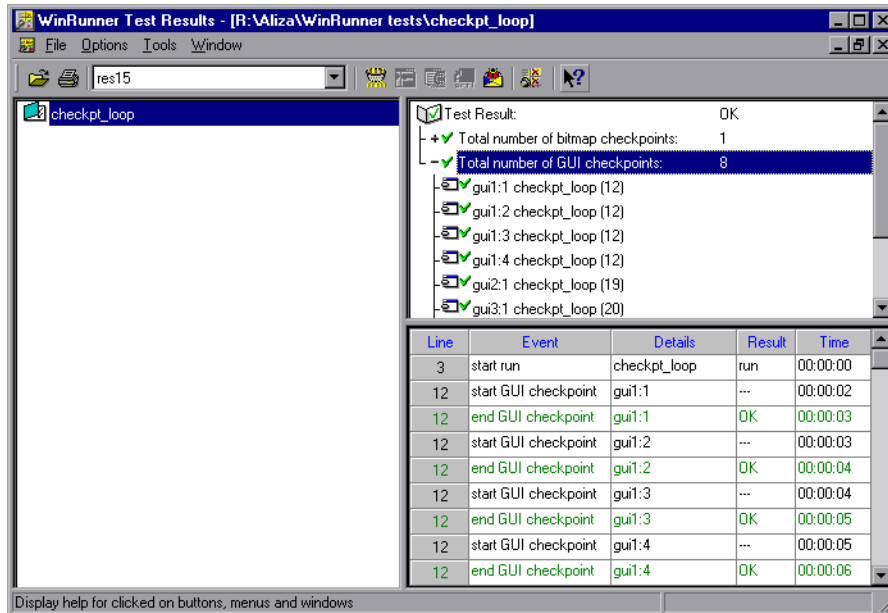 WinRunner Test Results - [R:\Aliza\WinRunner tests\checkpt_loop]
File Options Tools Window
res15
checkpt_loop
Test Result: OK
Total number of bitmap checkpoints: 1
Total number of GUI checkpoints: 8
gui1:1 checkpt_loop (12)
gui1:2 checkpt_loop (12)
gui1:3 checkpt_loop (12)
gui1:4 checkpt_loop (12)
gui2:1 checkpt_loop (19)
gui3:1 checkpt_loop (20)
Line Event Details Result Time
3 start run checkpt_loop run 00:00:00
12 start GUI checkpoint gui1:1 --- 00:00:02
12 end GUI checkpoint gui1:1 OK 00:00:03
12 start GUI checkpoint gui1:2 --- 00:00:03
12 end GUI checkpoint gui1:2 OK 00:00:04
12 start GUI checkpoint gui1:3 --- 00:00:04
12 end GUI checkpoint gui1:3 OK 00:00:05
12 start GUI checkpoint gui1:4 --- 00:00:05
12 end GUI checkpoint gui1:4 OK 00:00:06
Display help for clicked on buttons, menus and windows